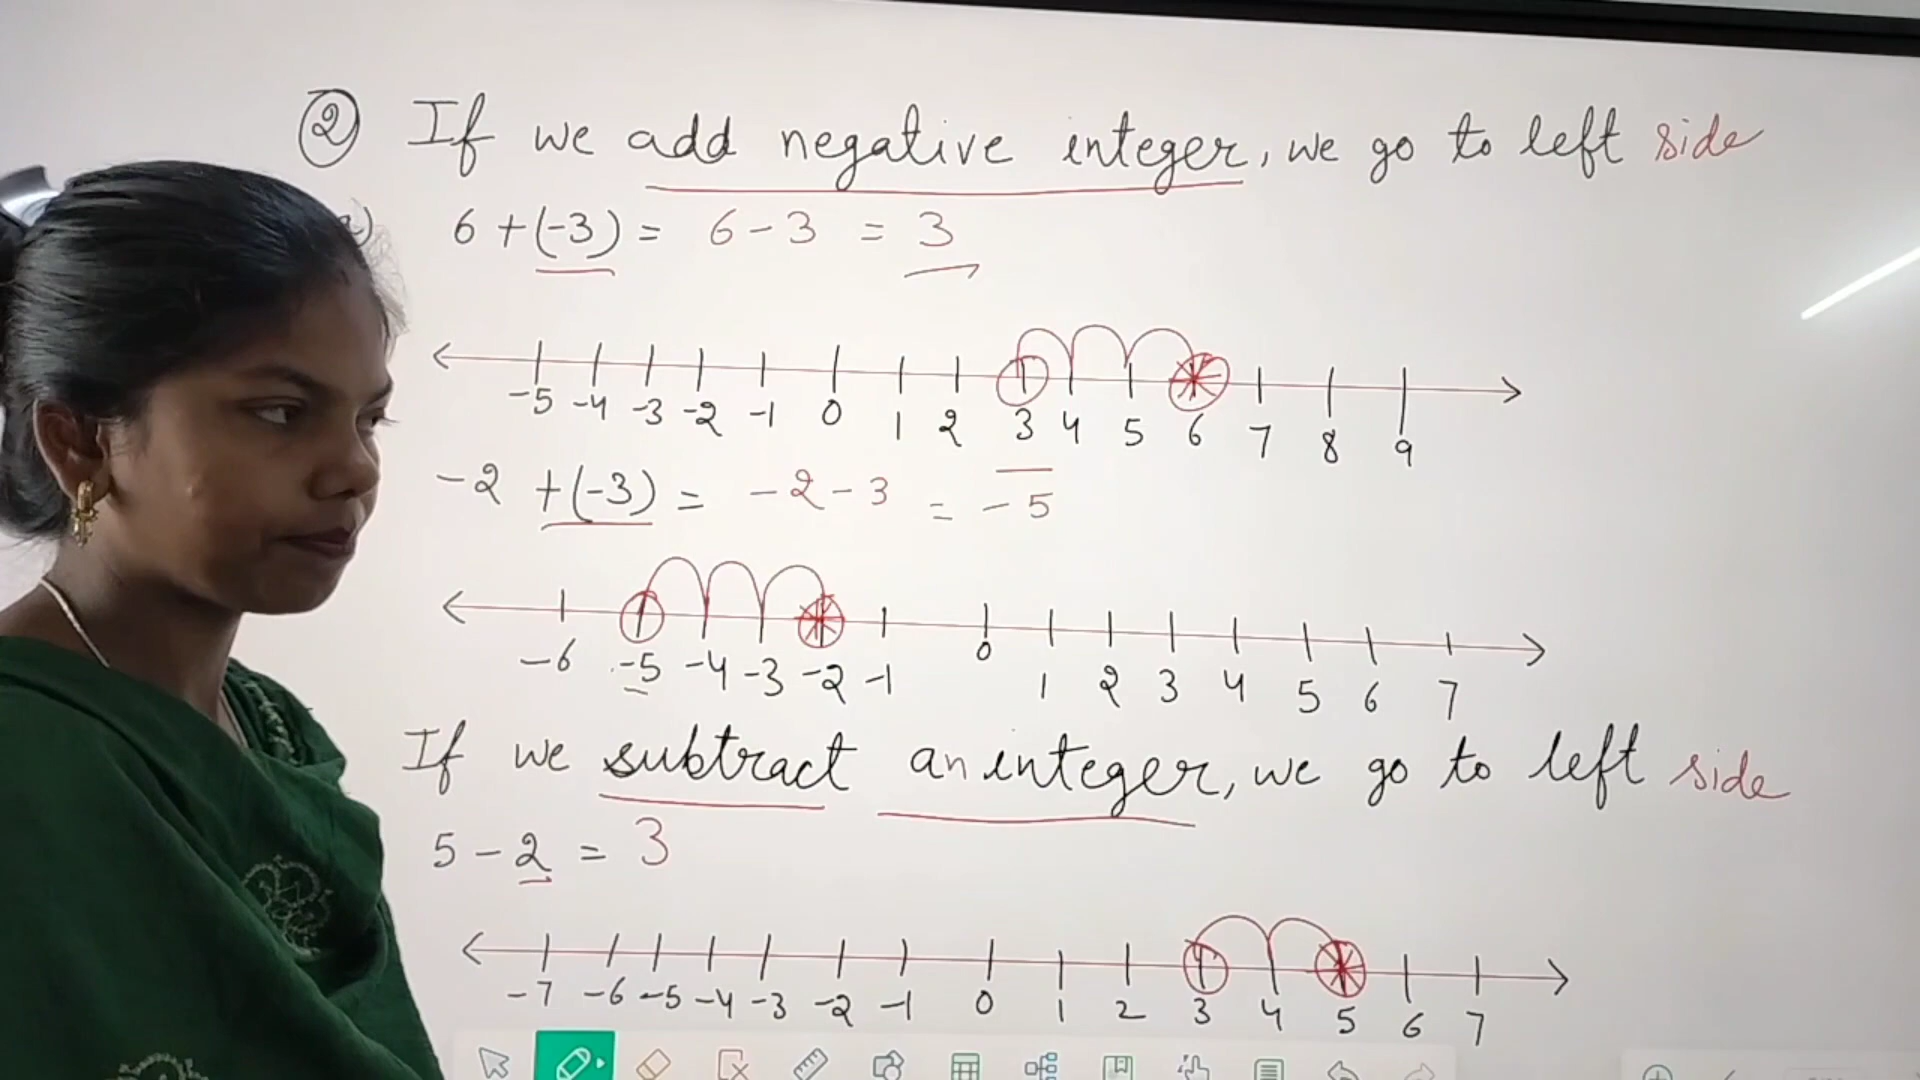 ② If we add negative integer, we go to left side
6 + (-3) = 6 - 3 = 3
-5 -4 -3 -2 -1 0 1 2 3 4 5 6 7 8 9
-2 + (-3) = -2 - 3 = -5
-6 -5 -4 -3 -2 -1 0 1 2 3 4 5 6 7
If we subtract an integer, we go to left side
5 - 2 = 3
-7 -6 -5 -4 -3 -2 -1 0 1 2 3 4 5 6 7